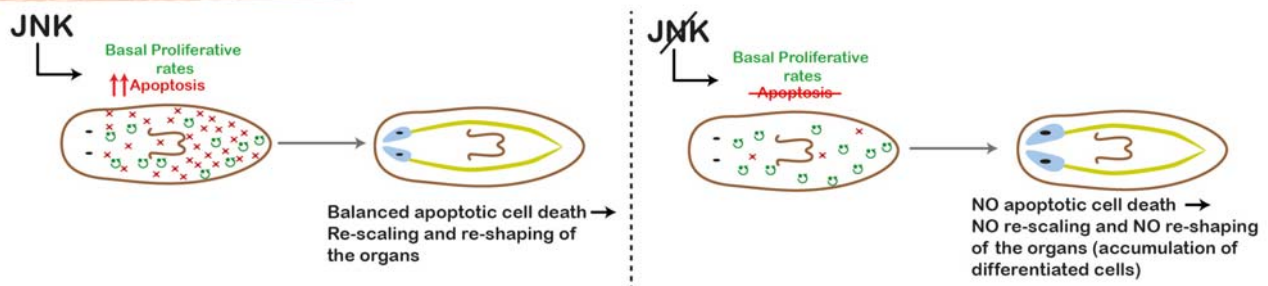 JNK
Basal Proliferative
rates
Apoptosis
Balanced apoptotic cell death
Re-scaling and re-shaping of
the organs
JNK
Basal Proliferative
rates
Apoptosis
NO apoptotic cell death
NO re-scaling and NO re-shaping
of the organs (accumulation of
differentiated cells)